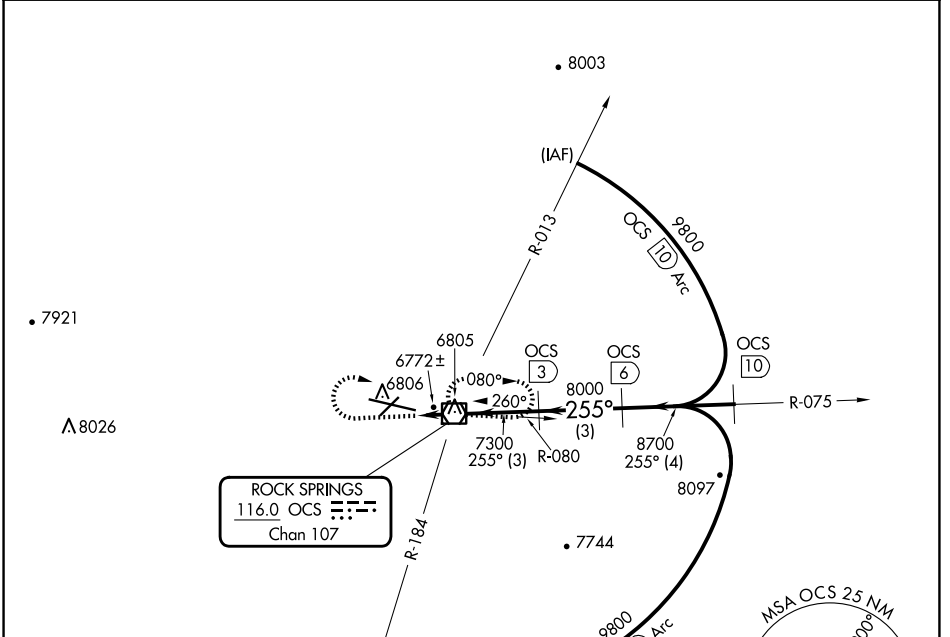 8003
(IAF)
R-013
OCS 10 Arc
9800
7921
6805
6772±
6806
080°
260°
OCS
3
OCS
6
OCS
10
8000
255°
(3)
R-075
8026
7300
255° (3)
R-080
8700
255° (4)
8097
ROCK SPRINGS
116.0 OCS
Chan 107
R-184
7744
9800
Arc
MSA OCS 25 NM